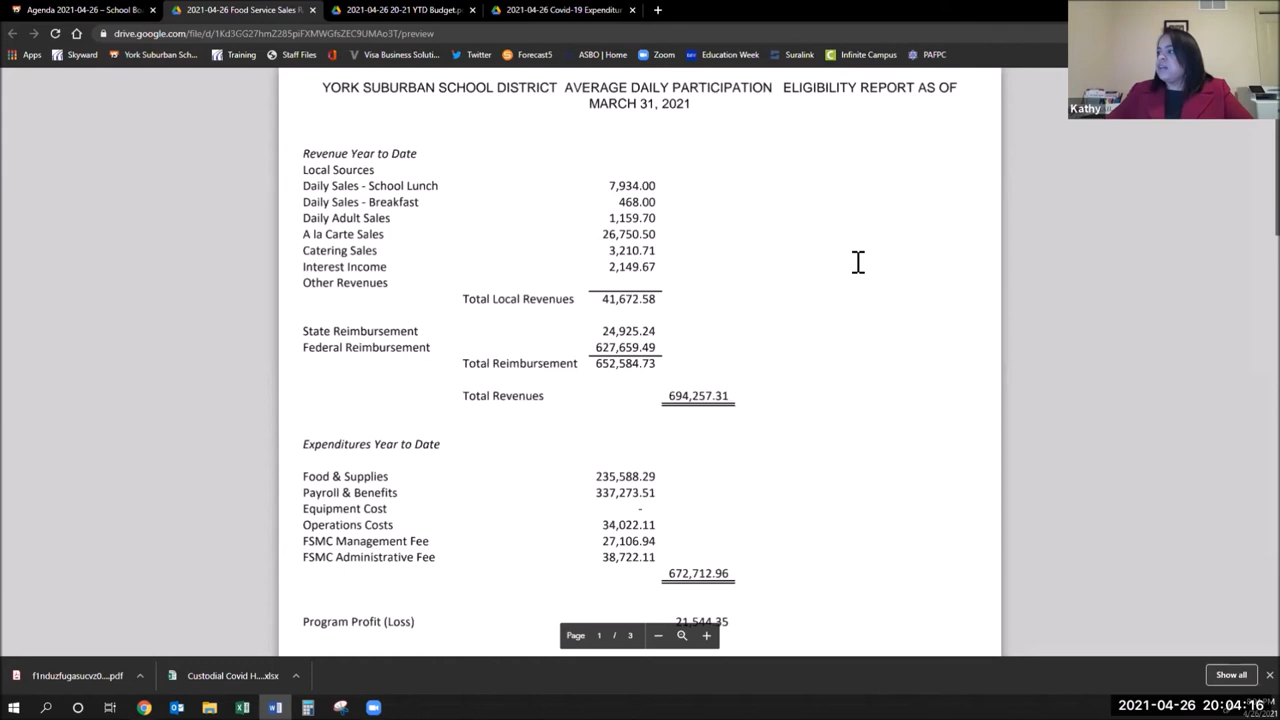 Agenda 2021-04-26 – School Bo
2021-04-26 Food Service Sales R
2021-04-26 20-21 YTD Budget.p
2021-04-26 Covid-19 Expenditur
drive.google.com/file/d/1Kd3GG27hmZ285piFXMWGfsZEC9UMAo3T/preview
Apps Skyward York Suburban Sch... Training Staff Files Visa Business Soluti... Twitter Forecast5 ASBO | Home Zoom Education Week Suralink Infinite Campus PAFPC
Kathy
YORK SUBURBAN SCHOOL DISTRICT AVERAGE DAILY PARTICIPATION ELIGIBILITY REPORT AS OF
MARCH 31, 2021
Revenue Year to Date
Local Sources
Daily Sales - School Lunch 7,934.00
Daily Sales - Breakfast 468.00
Daily Adult Sales 1,159.70
A la Carte Sales 26,750.50
Catering Sales 3,210.71
Interest Income 2,149.67
Other Revenues
Total Local Revenues 41,672.58
State Reimbursement 24,925.24
Federal Reimbursement 627,659.49
Total Reimbursement 652,584.73
Total Revenues 694,257.31
Expenditures Year to Date
Food & Supplies 235,588.29
Payroll & Benefits 337,273.51
Equipment Cost -
Operations Costs 34,022.11
FSMC Management Fee 27,106.94
FSMC Administrative Fee 38,722.11
672,712.96
Program Profit (Loss) 21,544.35
Page 1 / 3
f1nduzfugasucvz0....pdf
Custodial Covid H....xlsx
Show all
2021-04-26 20:04:16